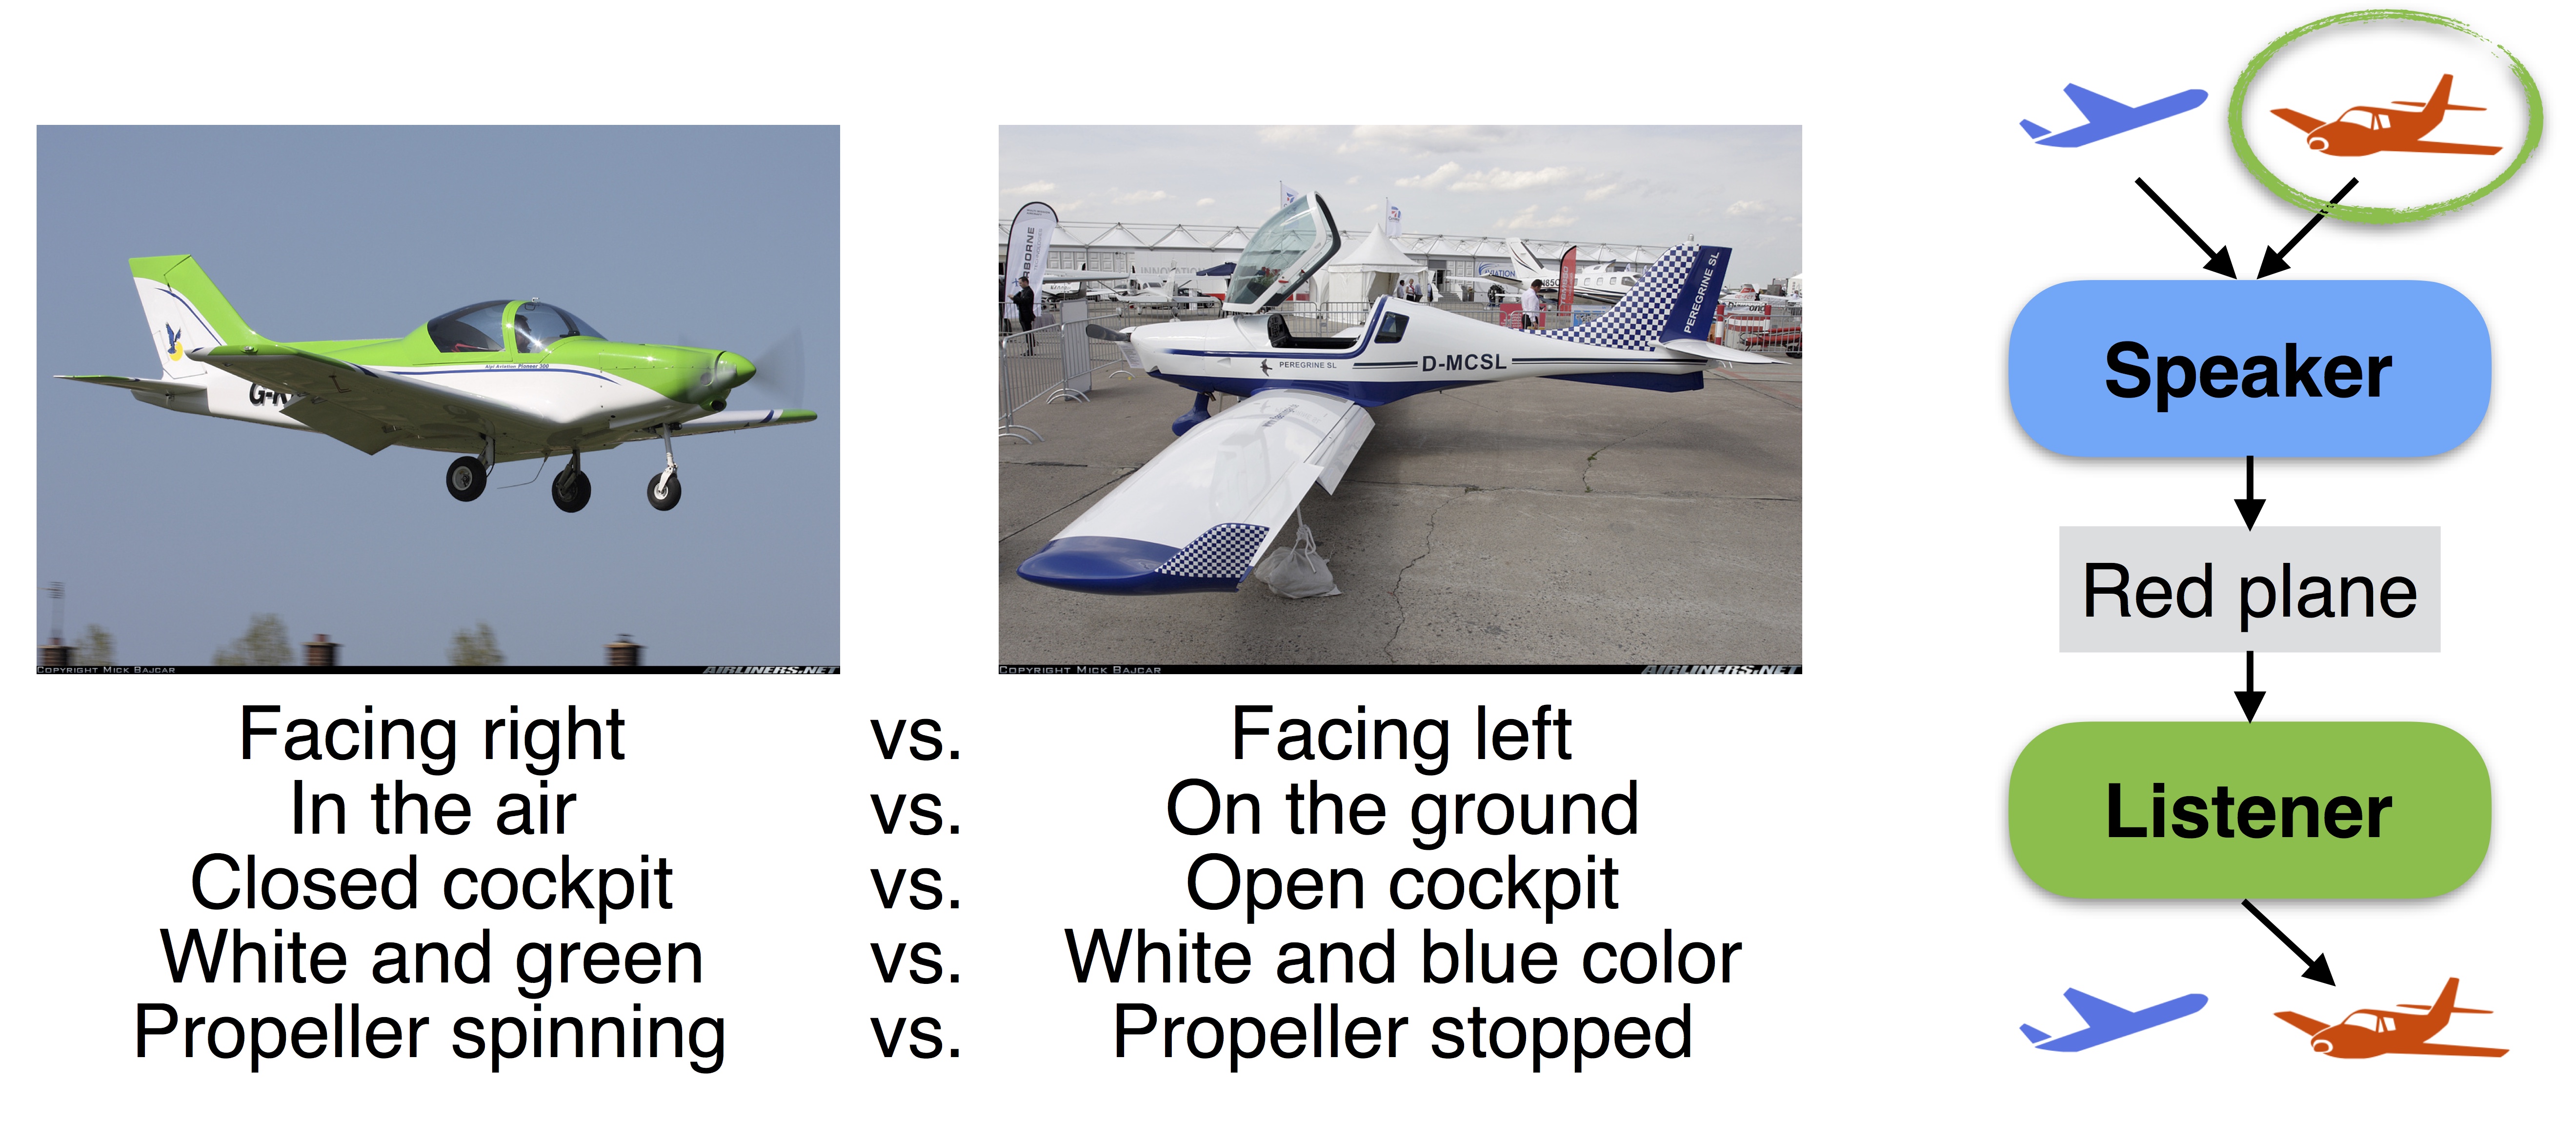 Facing right vs. Facing left
In the air vs. On the ground
Closed cockpit vs. Open cockpit
White and green vs. White and blue color
Propeller spinning vs. Propeller stopped
Alpi Aviation Pioneer 300
COPYRIGHT MICK BAJCAR
AIRLINERS.NET
INNOVATION
AVIATION
PEREGRINE SL
PEREGRINE SL
D-MCSL
COPYRIGHT MICK BAJCAR
AIRLINERS.NET
Speaker
Red plane
Listener